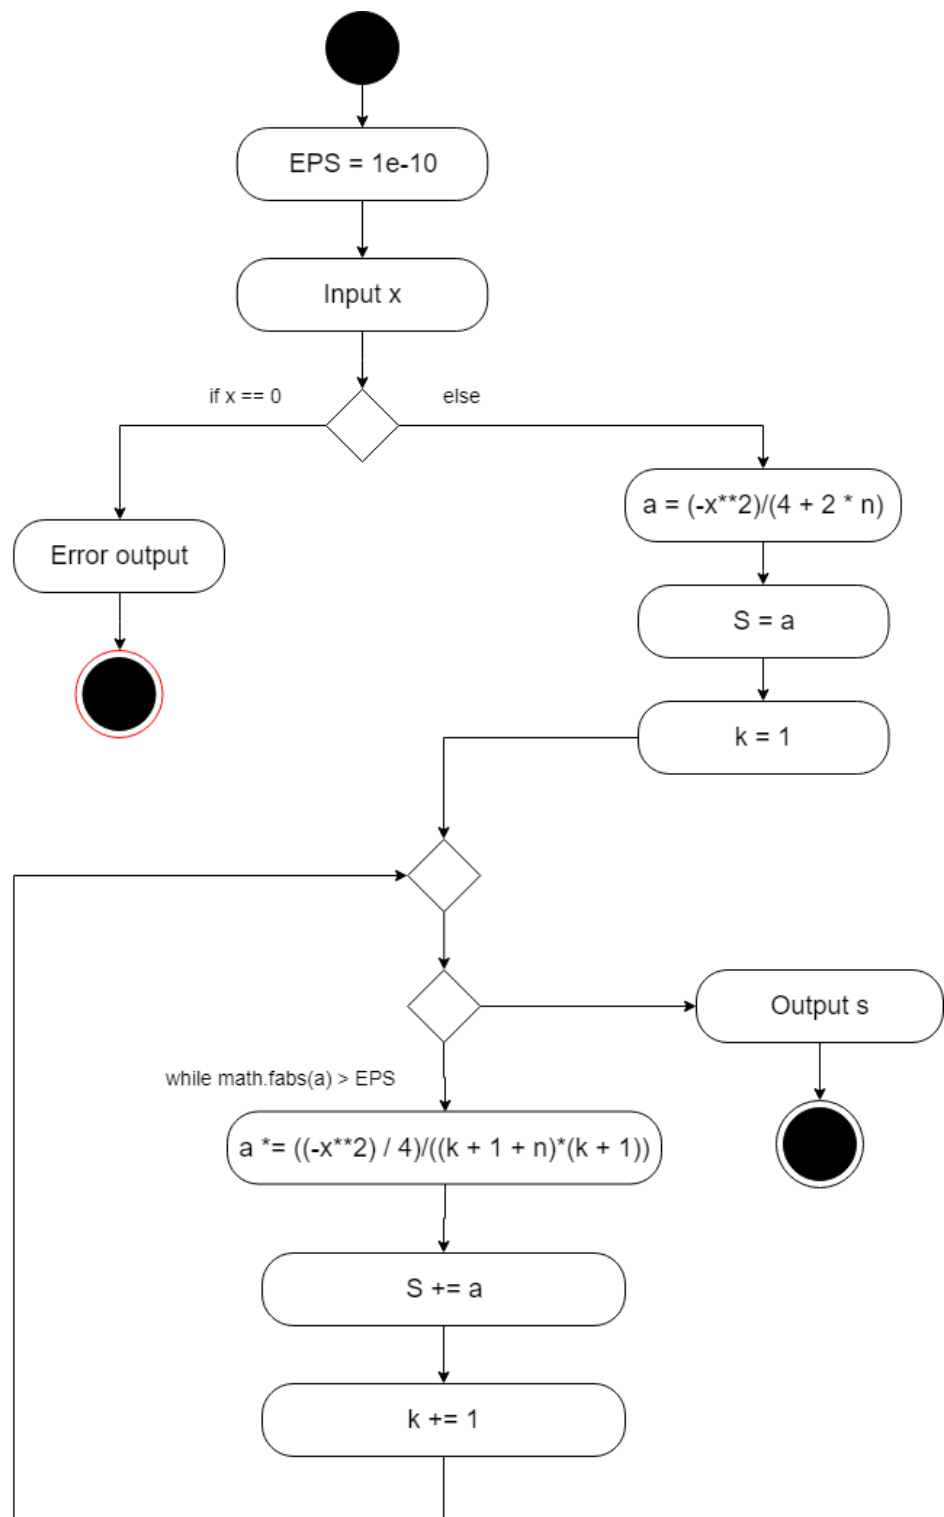 EPS = 1e-10
Input x
if x == 0
else
a = (-x**2)/(4 + 2 * n)
Error output
S = a
k = 1
Output s
while math.fabs(a) > EPS
a *= ((-x**2) / 4)/((k + 1 + n)*(k + 1))
S += a
k += 1